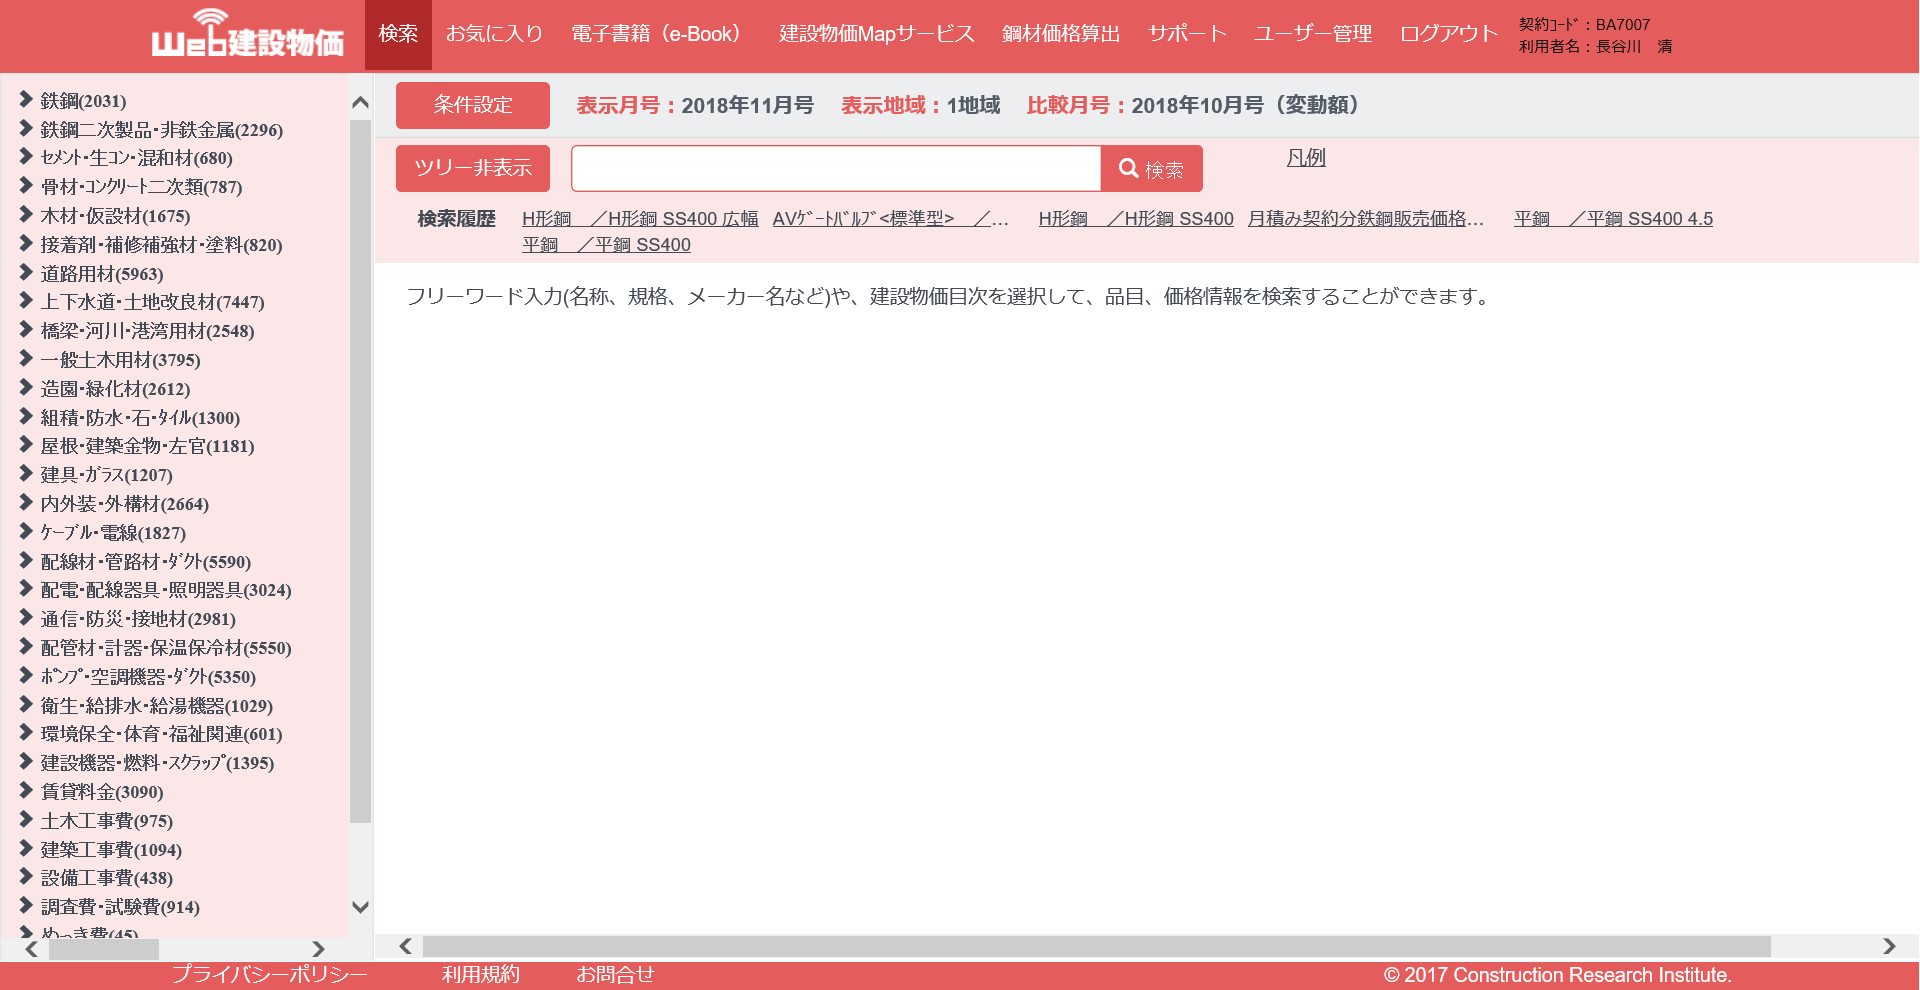 Web建設物価
検索 お気に入り 電子書籍（e-Book） 建設物価Mapサービス 鋼材価格算出 サポート ユーザー管理 ログアウト
契約ｺｰﾄﾞ：BA7007
利用者名：長谷川　清
鉄鋼(2031)
鉄鋼二次製品･非鉄金属(2296)
ｾﾒﾝﾄ･生ｺﾝ･混和材(680)
骨材･ｺﾝｸﾘｰﾄ二次類(787)
木材･仮設材(1675)
接着剤･補修補強材･塗料(820)
道路用材(5963)
上下水道･土地改良材(7447)
橋梁･河川･港湾用材(2548)
一般土木用材(3795)
造園･緑化材(2612)
組積･防水･石･ﾀｲﾙ(1300)
屋根･建築金物･左官(1181)
建具･ｶﾞﾗｽ(1207)
内外装･外構材(2664)
ｹｰﾌﾞﾙ･電線(1827)
配線材･管路材･ﾀﾞｸﾄ(5590)
配電･配線器具･照明器具(3024)
通信･防災･接地材(2981)
配管材･計器･保温保冷材(5550)
ﾎﾟﾝﾌﾟ･空調機器･ﾀﾞｸﾄ(5350)
衛生･給排水･給湯機器(1029)
環境保全･体育･福祉関連(601)
建設機器･燃料･ｽｸﾗｯﾌﾟ(1395)
賃貸料金(3090)
土木工事費(975)
建築工事費(1094)
設備工事費(438)
調査費･試験費(914)
めっき費(45)
条件設定 表示月号：2018年11月号 表示地域：1地域 比較月号：2018年10月号（変動額）
ツリー非表示 検索 凡例
検索履歴 H形鋼　／H形鋼 SS400 広幅 AVｹﾞｰﾄﾊﾞﾙﾌﾞ<標準型>　／… H形鋼　／H形鋼 SS400 月積み契約分鉄鋼販売価格… 平鋼　／平鋼 SS400 4.5
平鋼　／平鋼 SS400
フリーワード入力(名称、規格、メーカー名など)や、建設物価目次を選択して、品目、価格情報を検索することができます。
プライバシーポリシー 利用規約 お問合せ © 2017 Construction Research Institute.